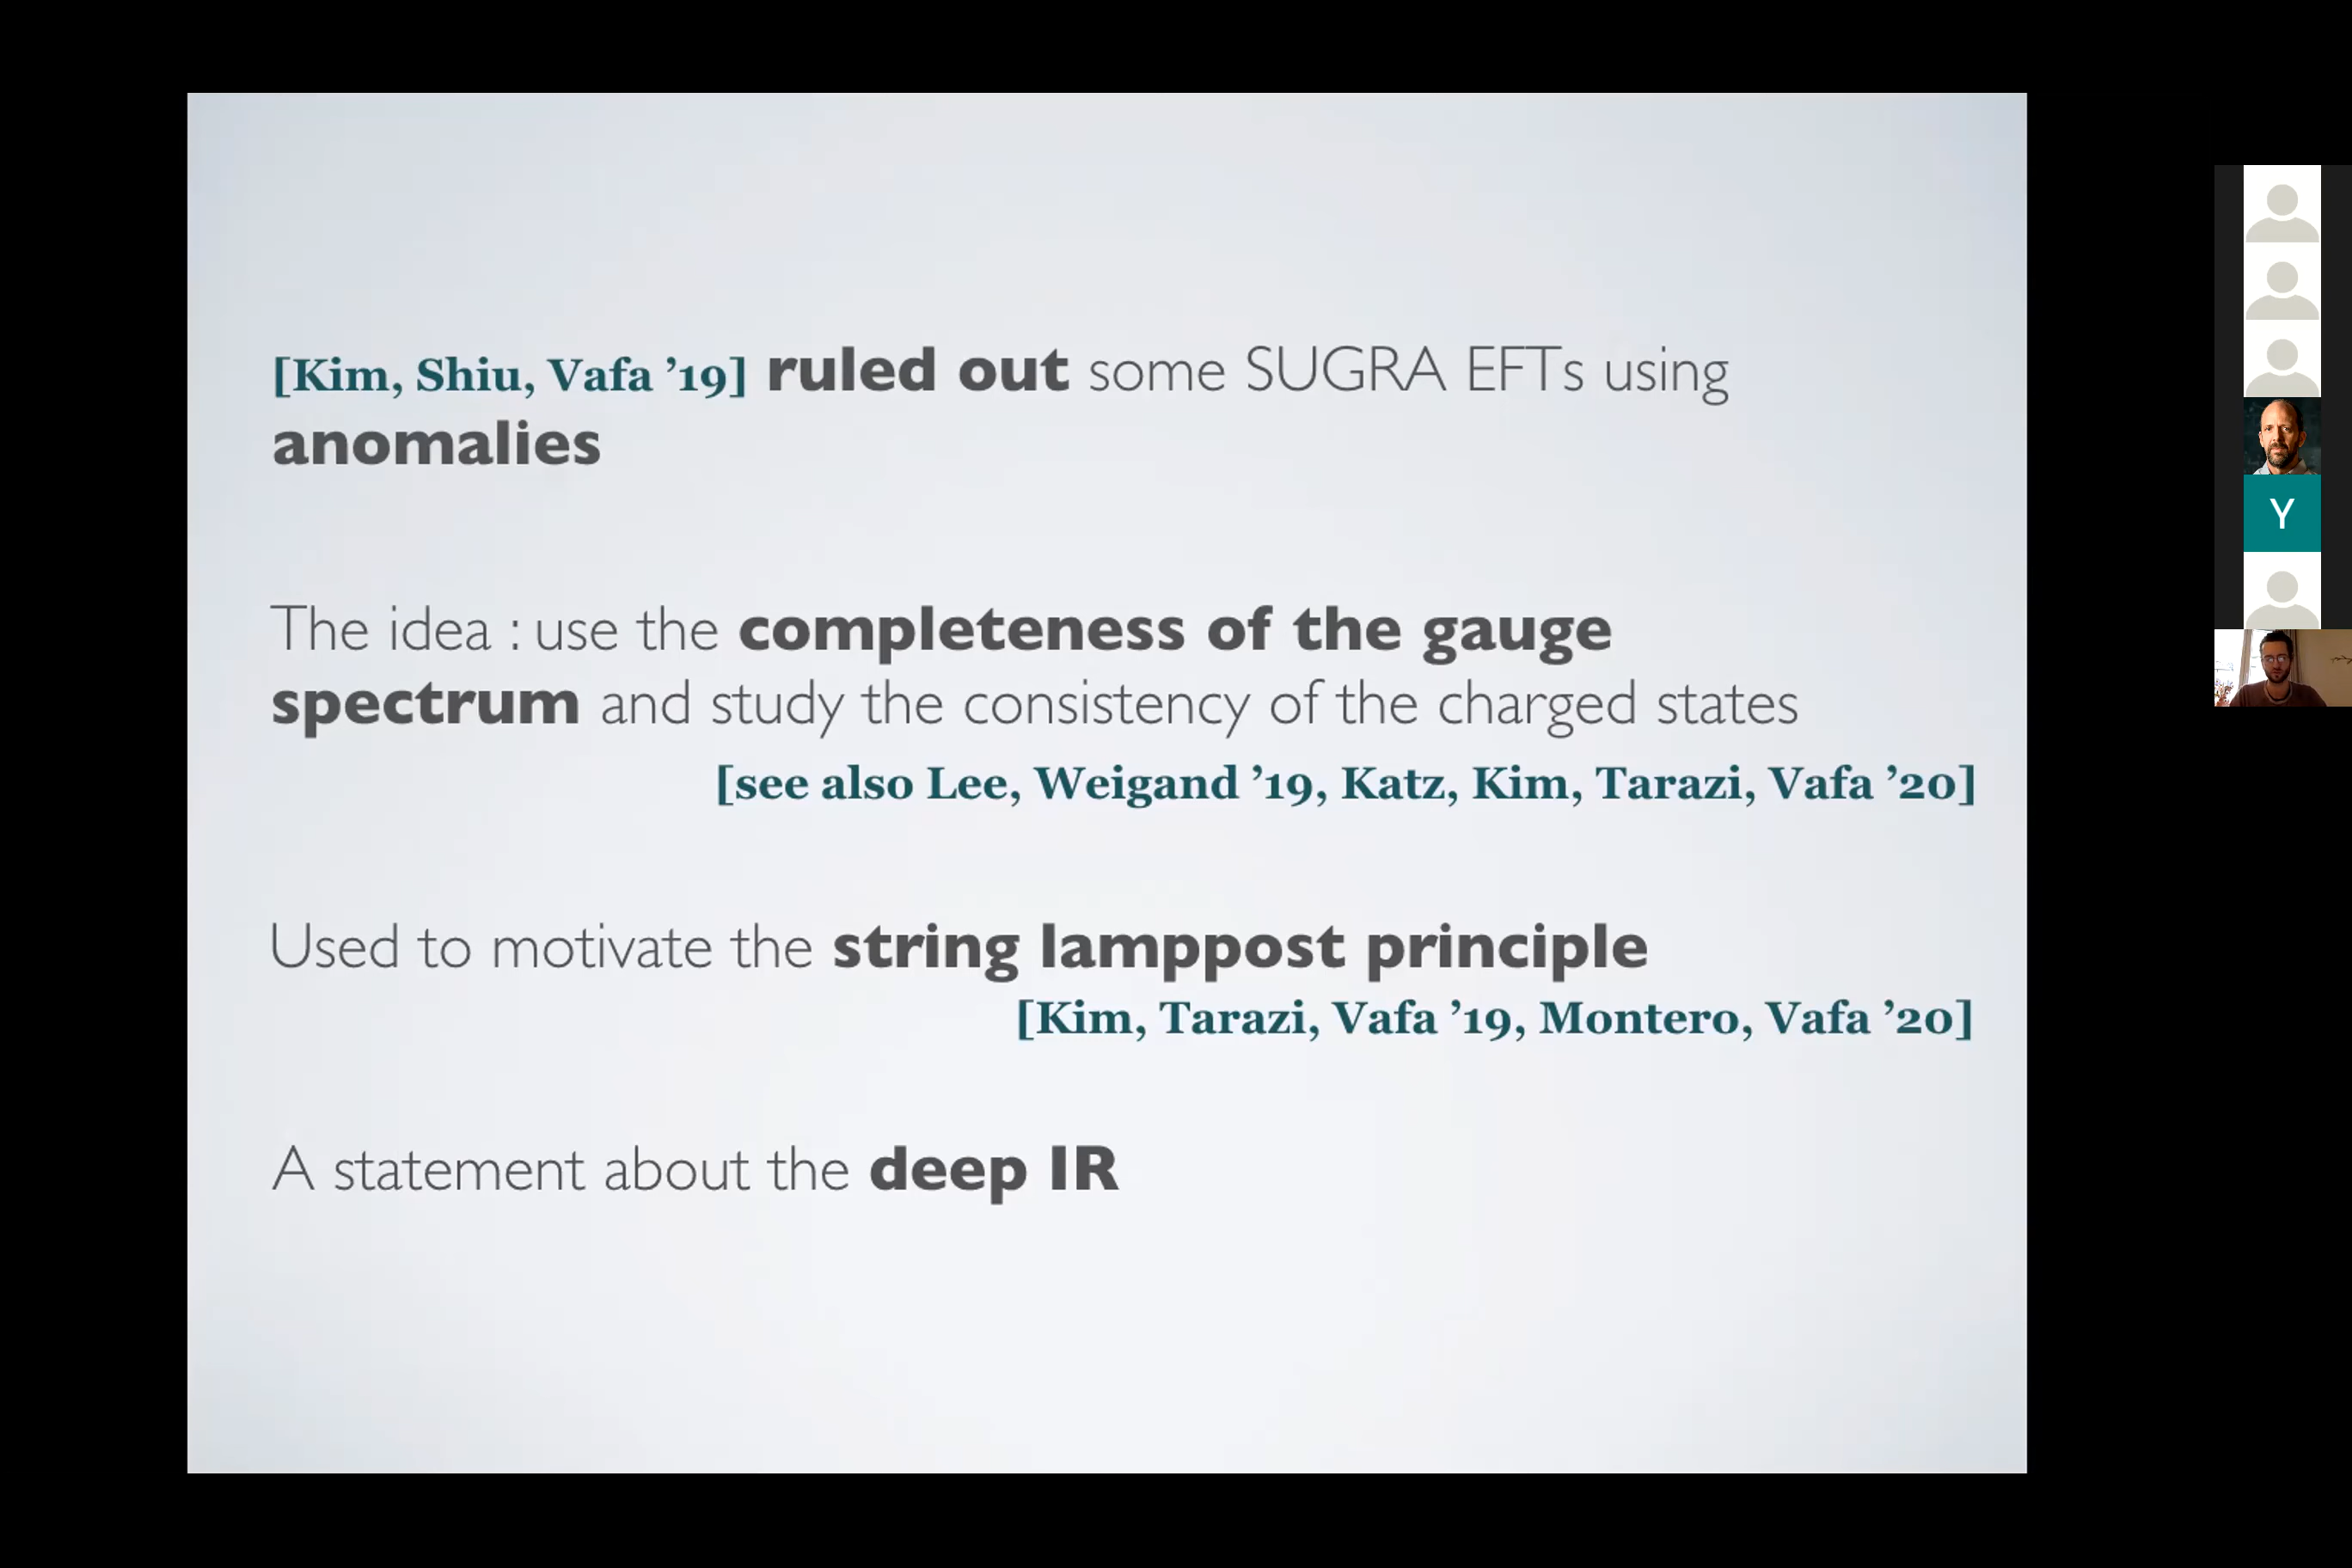 [Kim, Shiu, Vafa ’19] ruled out some SUGRA EFTs using
anomalies
The idea : use the completeness of the gauge
spectrum and study the consistency of the charged states
[see also Lee, Weigand ’19, Katz, Kim, Tarazi, Vafa ’20]
Used to motivate the string lamppost principle
[Kim, Tarazi, Vafa ’19, Montero, Vafa ’20]
A statement about the deep IR
Y